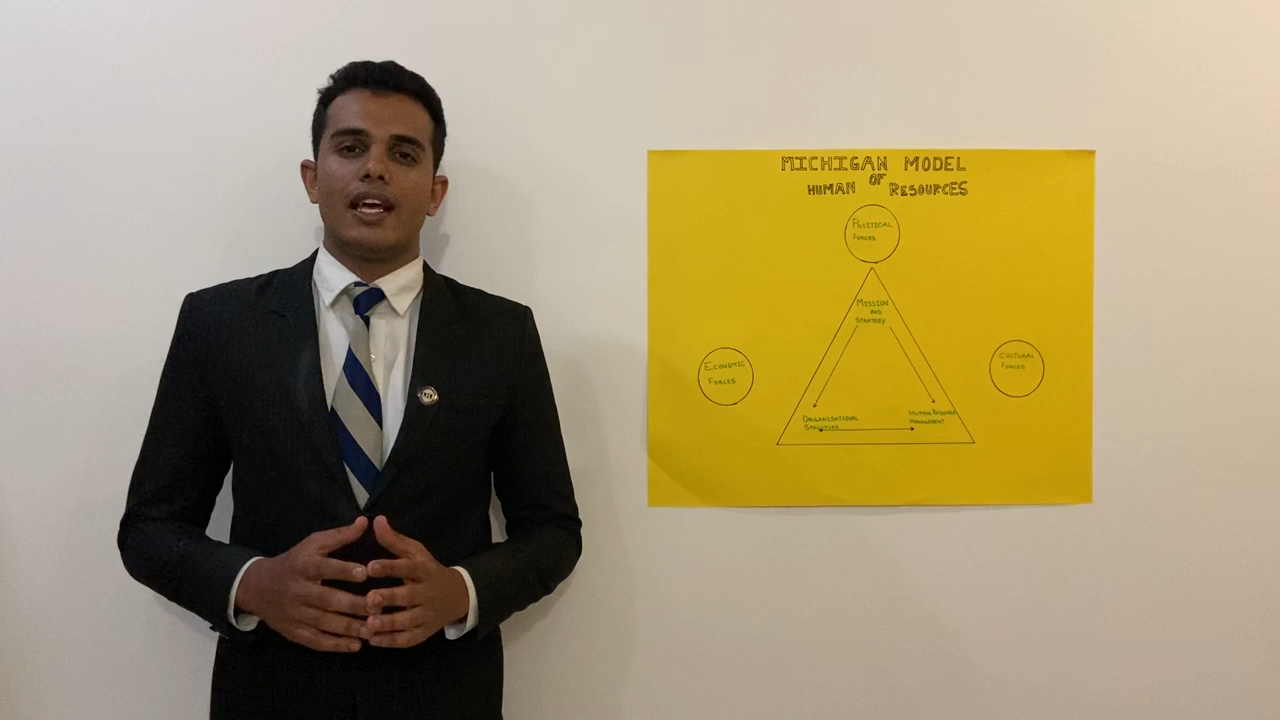 MICHIGAN MODEL
OF
HUMAN RESOURCES
POLITICAL
FORCES
MISSION
AND
STRATEGY
ECONOMIC
FORCES
CULTURAL
FORCES
ORGANISATIONAL
STRUCTURE
HUMAN RESOURCE
MANAGEMENT